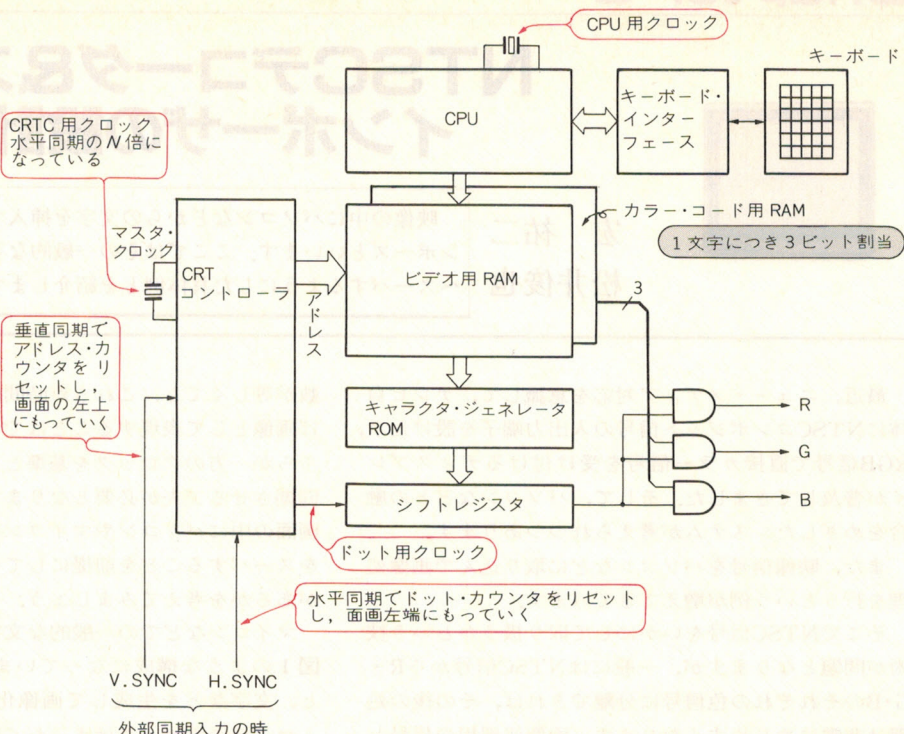 CPU用クロック
キーボード
CPU
キーボード・
インター
フェース
CRTC用クロック
水平同期のN倍に
なっている
カラー・コード用RAM
1文字につき3ビット割当
マスタ・
クロック
CRT
コントローラ
アドレス
ビデオ用RAM
3
垂直同期で
アドレス・カ
ウンタをリ
セットし,
画面の左上
にもっていく
キャラクタ・ジェネレータ
ROM
R
G
B
シフトレジスタ
ドット用クロック
水平同期でドット・カウンタをリセット
し, 面画左端にもっていく
V. SYNC
H. SYNC
外部同期入力の時